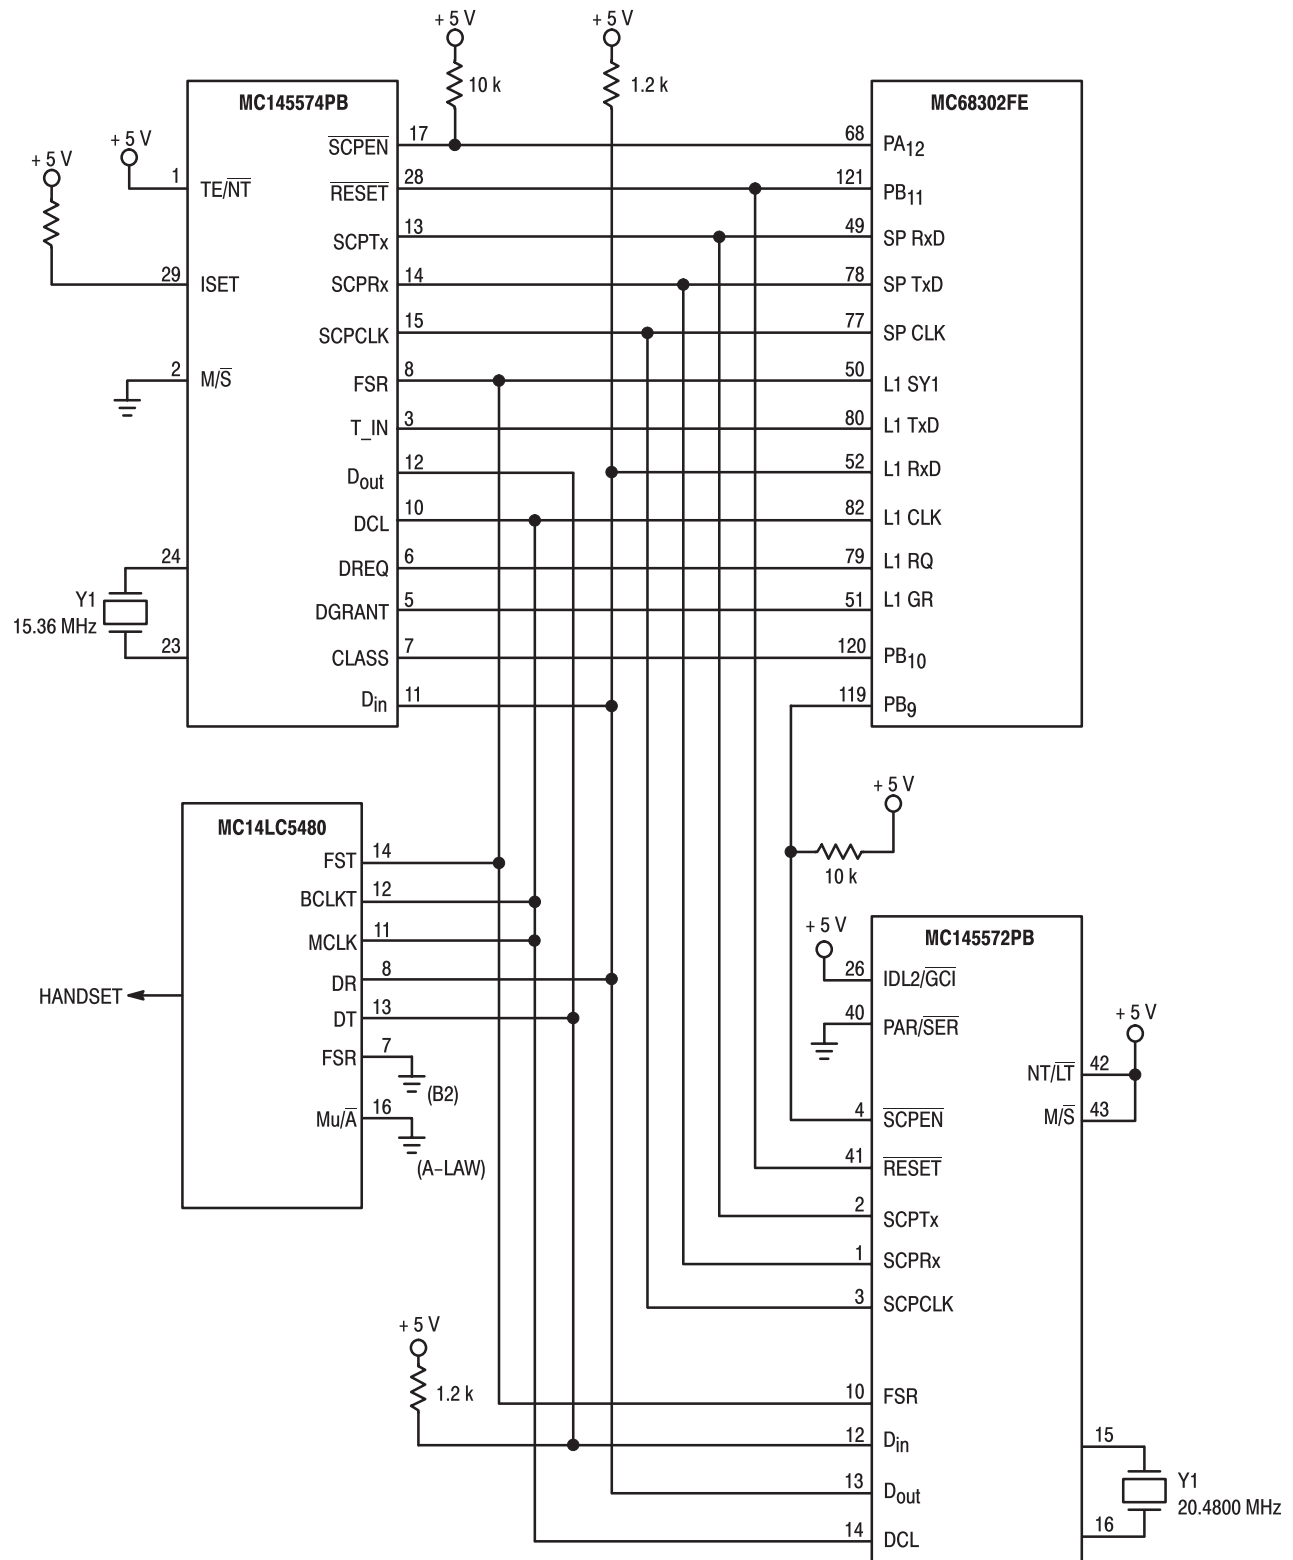 + 5 V
+ 5 V
10 k
1.2 k
MC145574PB
MC68302FE
+ 5 V
+ 5 V
1
TE/NT
29
ISET
2
M/S
24
Y1
15.36 MHz
23
SCPEN 17
RESET 28
SCPTx 13
SCPRx 14
SCPCLK 15
FSR 8
T_IN 3
Dout 12
DCL 10
DREQ 6
DGRANT 5
CLASS 7
Din 11
68 PA12
121 PB11
49 SP RxD
78 SP TxD
77 SP CLK
50 L1 SY1
80 L1 TxD
52 L1 RxD
82 L1 CLK
79 L1 RQ
51 L1 GR
120 PB10
119 PB9
+ 5 V
10 k
MC14LC5480
FST 14
BCLKT 12
MCLK 11
DR 8
DT 13
FSR 7
(B2)
Mu/A 16
(A–LAW)
HANDSET
+ 5 V
MC145572PB
26 IDL2/GCI
40 PAR/SER
+ 5 V
NT/LT 42
M/S 43
4 SCPEN
41 RESET
2 SCPTx
1 SCPRx
3 SCPCLK
+ 5 V
1.2 k
10 FSR
12 Din
13 Dout
14 DCL
15
Y1
20.4800 MHz
16